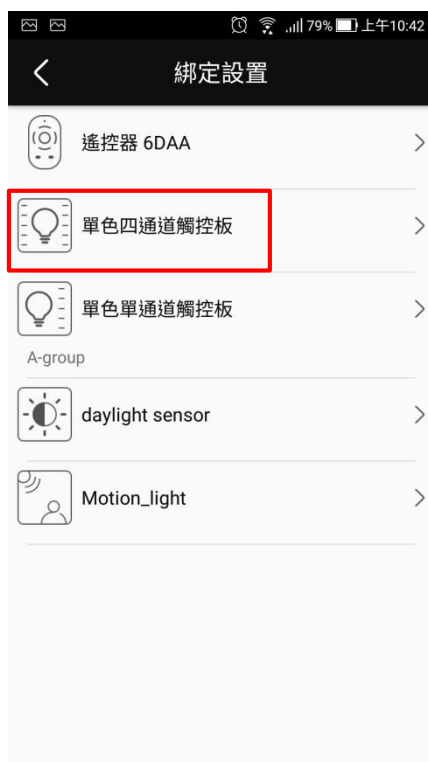 79% 上午10:42
綁定設置
遙控器 6DAA
單色四通道觸控板
單色單通道觸控板
A-group
daylight sensor
Motion_light